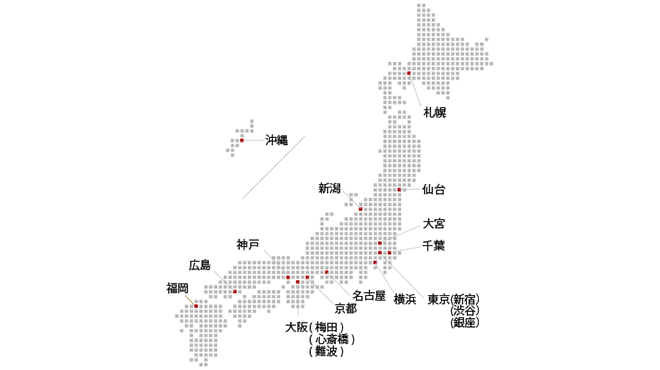 札幌
沖縄
新潟
仙台
大宮
神戸
千葉
広島
福岡
名古屋
横浜
東京(新宿)
(渋谷)
(銀座)
京都
大阪(梅田)
(心斎橋)
(難波)